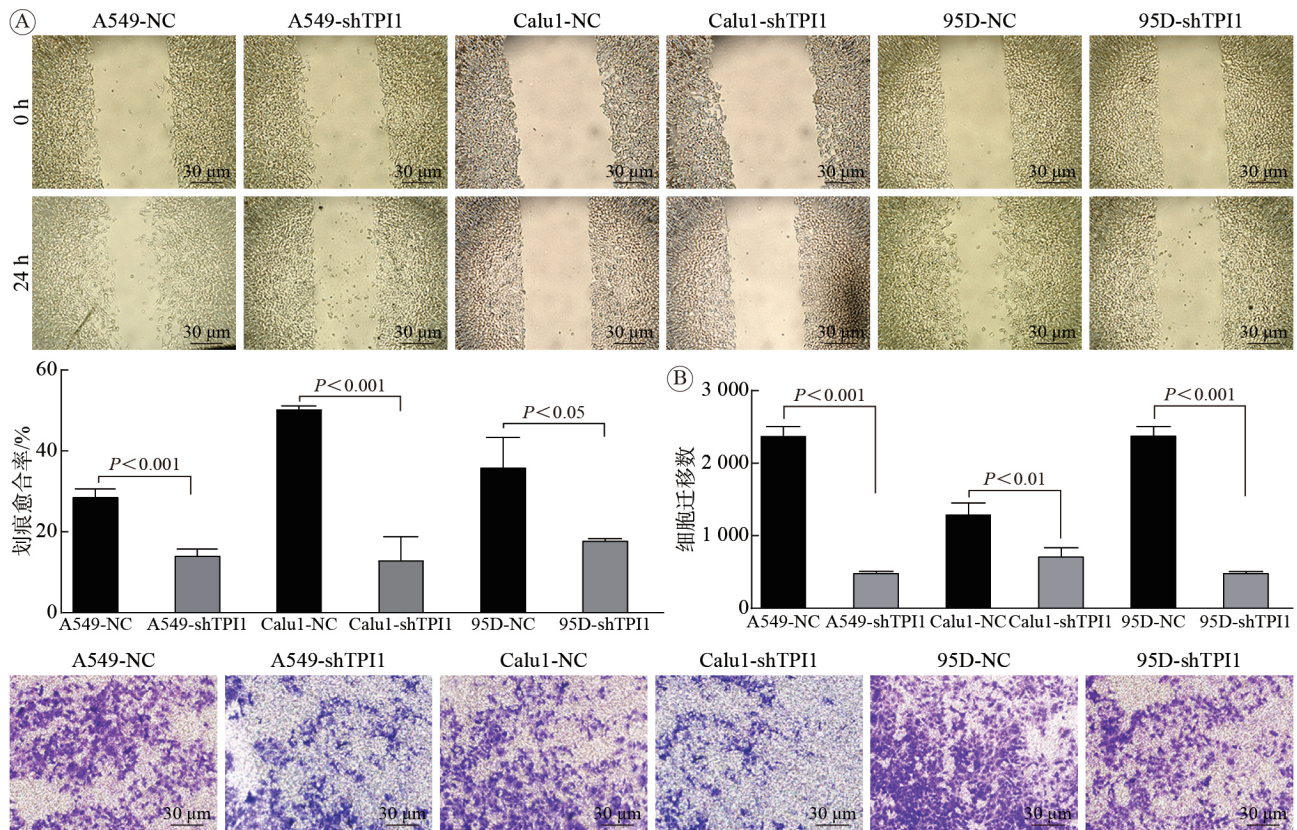 A A549-NC A549-shTPI1 Calu1-NC Calu1-shTPI1 95D-NC 95D-shTPI1
0 h
30 μm 30 μm 30 μm 30 μm 30 μm 30 μm
24 h
30 μm 30 μm 30 μm 30 μm 30 μm 30 μm
划痕愈合率/%
60
40
20
0
P<0.001
P<0.001
P<0.05
A549-NC A549-shTPI1 Calu1-NC Calu1-shTPI1 95D-NC 95D-shTPI1
B
细胞迁移数
3 000
2 000
1 000
0
P<0.001
P<0.01
P<0.001
A549-NC A549-shTPI1 Calu1-NC Calu1-shTPI1 95D-NC 95D-shTPI1
A549-NC A549-shTPI1 Calu1-NC Calu1-shTPI1 95D-NC 95D-shTPI1
30 μm 30 μm 30 μm 30 μm 30 μm 30 μm